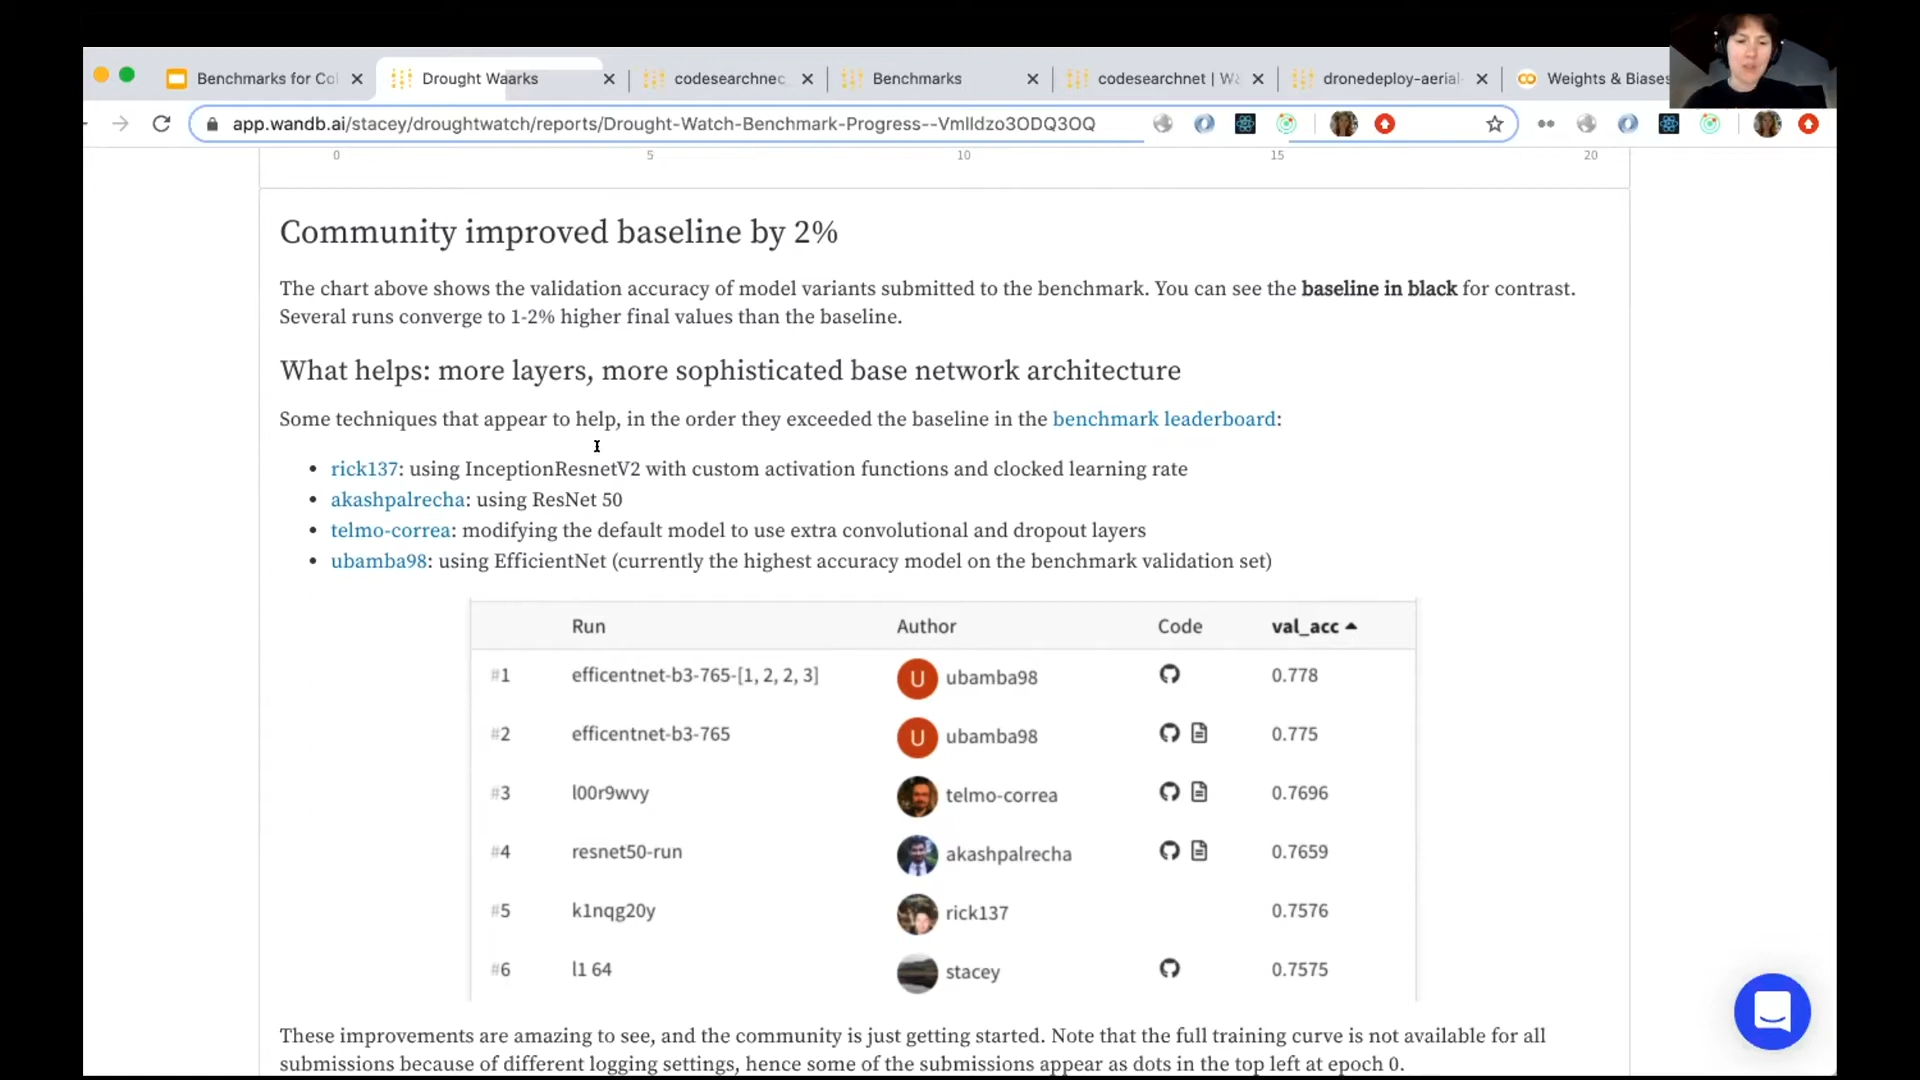 Benchmarks for Col
Drought Waarks
codesearchnec
Benchmarks
codesearchnet | Wa
dronedeploy-aerial-
Weights & Biases
app.wandb.ai/stacey/droughtwatch/reports/Drought-Watch-Benchmark-Progress--Vmlldzo3ODQ3OQ
0 5 10 15 20
Community improved baseline by 2%
The chart above shows the validation accuracy of model variants submitted to the benchmark. You can see the baseline in black for contrast.
Several runs converge to 1-2% higher final values than the baseline.
What helps: more layers, more sophisticated base network architecture
Some techniques that appear to help, in the order they exceeded the baseline in the benchmark leaderboard:
• rick137: using InceptionResnetV2 with custom activation functions and clocked learning rate
• akashpalrecha: using ResNet 50
• telmo-correa: modifying the default model to use extra convolutional and dropout layers
• ubamba98: using EfficientNet (currently the highest accuracy model on the benchmark validation set)
Run Author Code val_acc
#1 efficentnet-b3-765-[1, 2, 2, 3] U ubamba98 0.778
#2 efficentnet-b3-765 U ubamba98 0.775
#3 l00r9wvy telmo-correa 0.7696
#4 resnet50-run akashpalrecha 0.7659
#5 k1nqg20y rick137 0.7576
#6 l1 64 stacey 0.7575
These improvements are amazing to see, and the community is just getting started. Note that the full training curve is not available for all
submissions because of different logging settings, hence some of the submissions appear as dots in the top left at epoch 0.